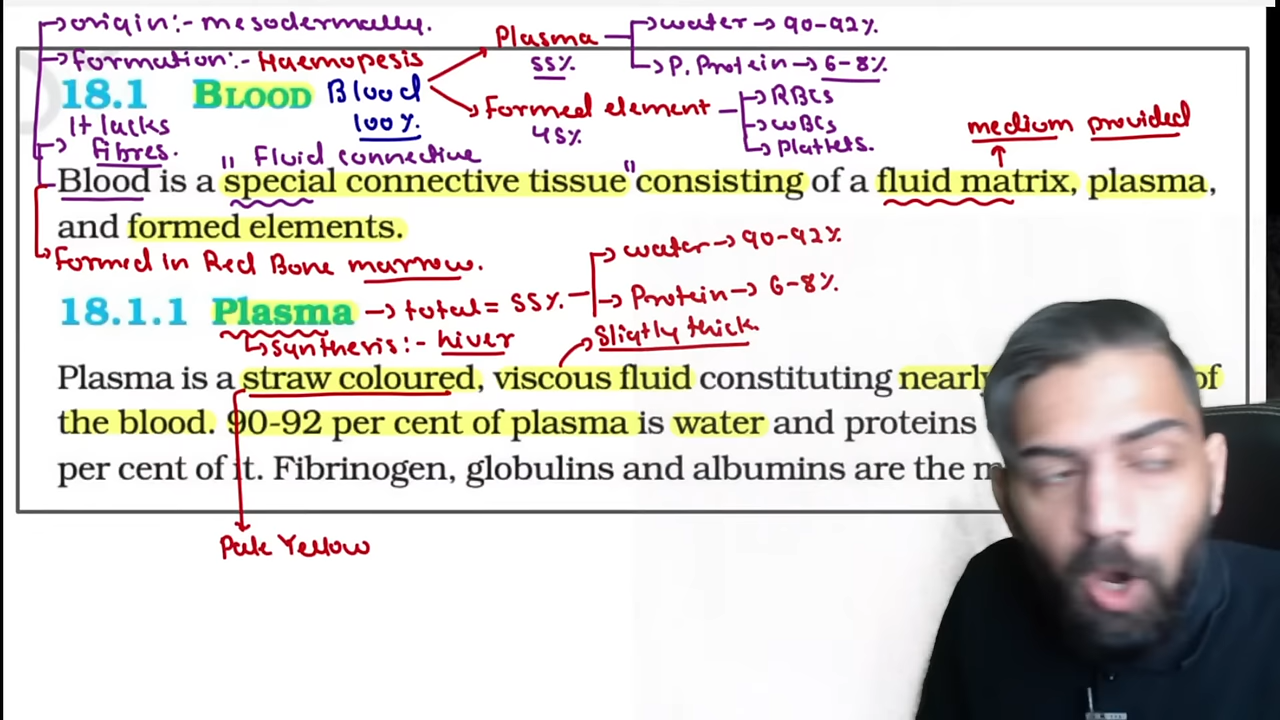 origin:- mesodermally.
Formation:- Haemopesis
Plasma → water → 90-92%
55% → P. Protein → 6-8%
18.1 BLOOD Blood
100%
Formed element → RBCs
45% → WBCs
→ Platlets.
It lacks
Fibres.
medium provided
" Fluid connective "
Blood is a special connective tissue consisting of a fluid matrix, plasma,
and formed elements.
Formed in Red Bone marrow.
→ water → 90-92%
18.1.1 Plasma → total = 55% → Protein → 6-8%
Synthesis:- liver
Sligtly thick.
Plasma is a straw coloured, viscous fluid constituting nearly of
the blood. 90-92 per cent of plasma is water and proteins
per cent of it. Fibrinogen, globulins and albumins are the
Pale Yellow